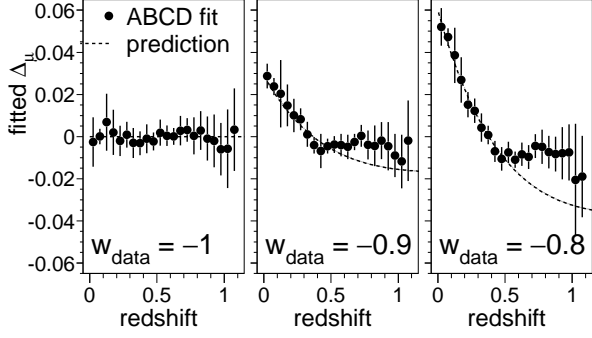 ABCD fit
prediction
fitted Δμ
0.06
0.04
0.02
0
-0.02
-0.04
-0.06
w_data = −1
w_data = −0.9
w_data = −0.8
0 0.5 1
0 0.5 1
0 0.5 1
redshift
redshift
redshift